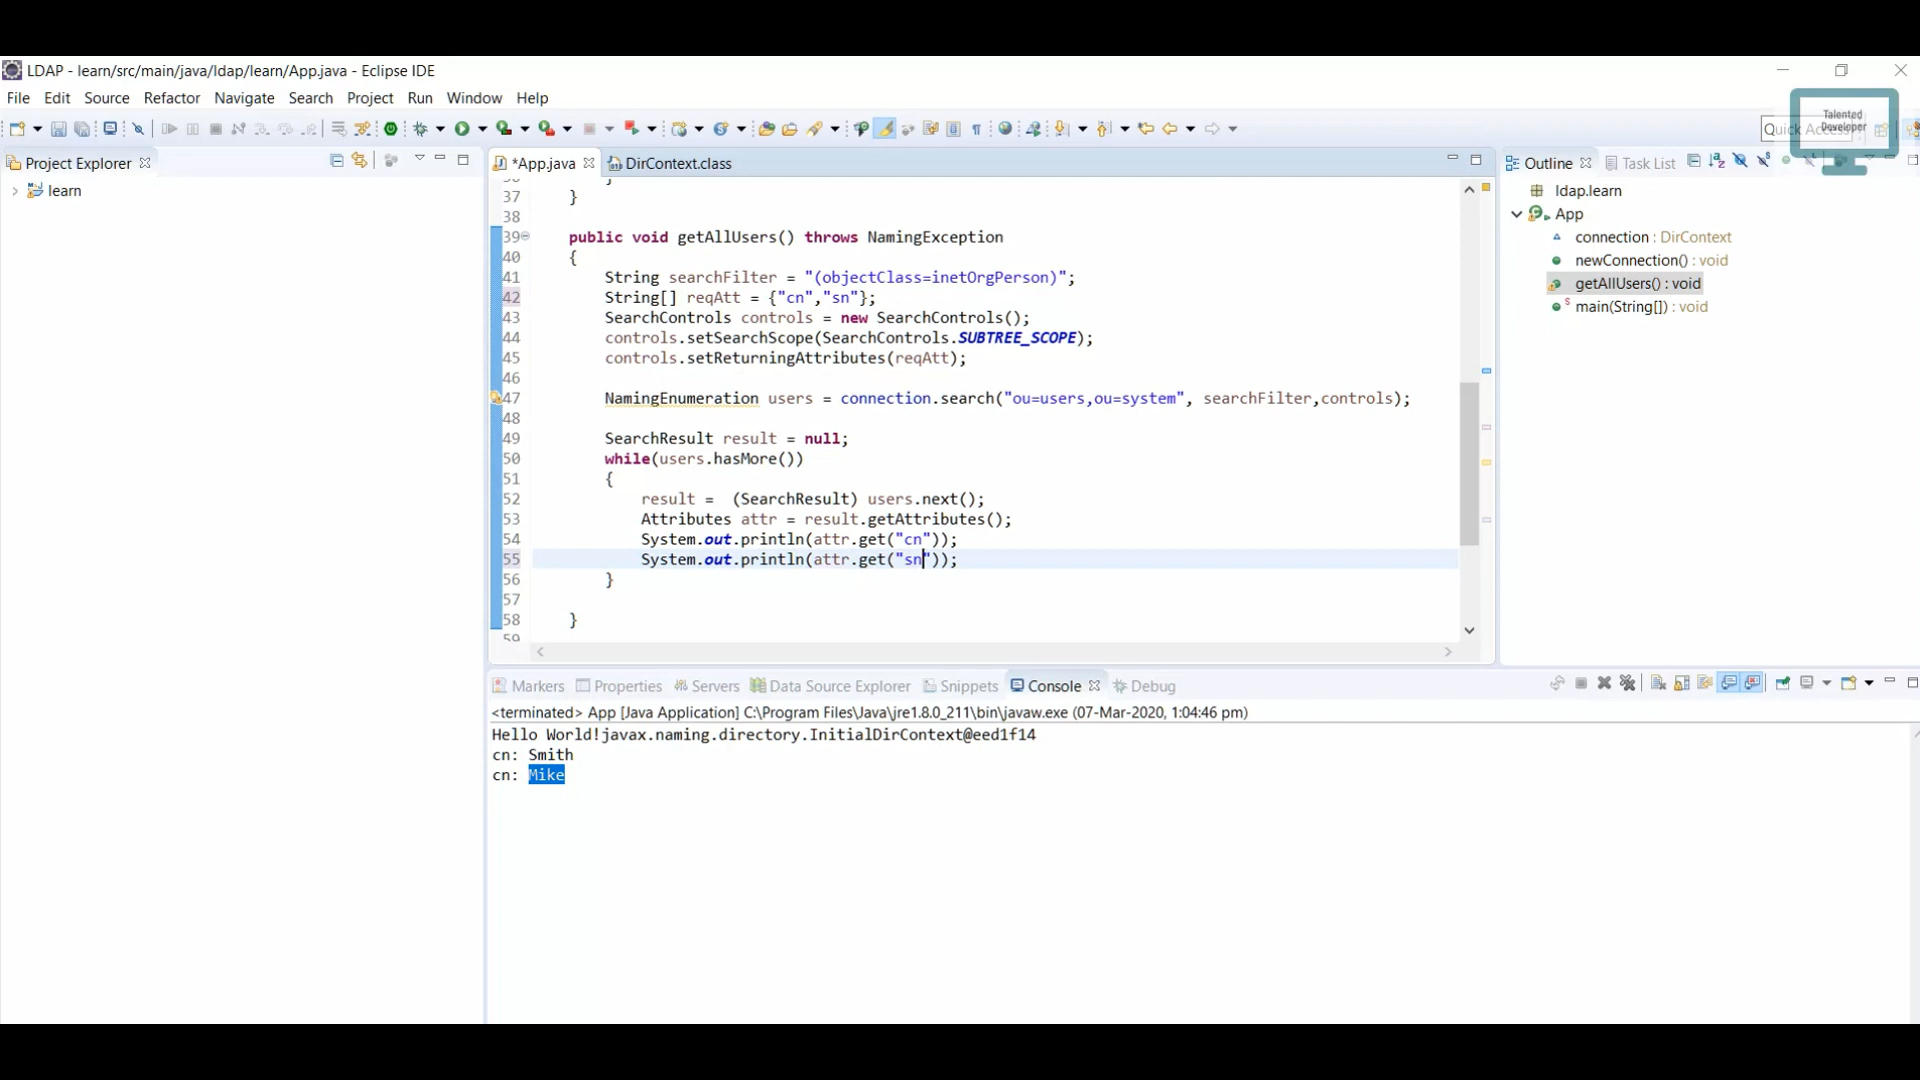 LDAP - learn/src/main/java/ldap/learn/App.java - Eclipse IDE
File Edit Source Refactor Navigate Search Project Run Window Help
Talented
Developer
Quick Access
Project Explorer
learn
*App.java DirContext.class
37 }
38
39 public void getAllUsers() throws NamingException
40 {
41 String searchFilter = "(objectClass=inetOrgPerson)";
42 String[] reqAtt = {"cn","sn"};
43 SearchControls controls = new SearchControls();
44 controls.setSearchScope(SearchControls.SUBTREE_SCOPE);
45 controls.setReturningAttributes(reqAtt);
46
47 NamingEnumeration users = connection.search("ou=users,ou=system", searchFilter,controls);
48
49 SearchResult result = null;
50 while(users.hasMore())
51 {
52 result =  (SearchResult) users.next();
53 Attributes attr = result.getAttributes();
54 System.out.println(attr.get("cn"));
55 System.out.println(attr.get("sn"));
56 }
57
58 }
59
Outline Task List
ldap.learn
App
connection : DirContext
newConnection() : void
getAllUsers() : void
main(String[]) : void
Markers Properties Servers Data Source Explorer Snippets Console Debug
<terminated> App [Java Application] C:\Program Files\Java\jre1.8.0_211\bin\javaw.exe (07-Mar-2020, 1:04:46 pm)
Hello World!javax.naming.directory.InitialDirContext@eed1f14
cn: Smith
cn: Mike